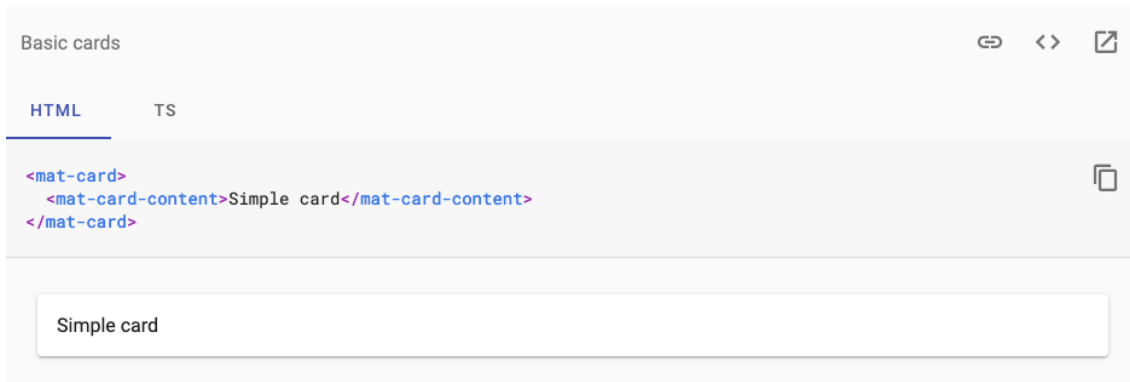 Basic cards
HTML TS
<mat-card>
  <mat-card-content>Simple card</mat-card-content>
</mat-card>
Simple card